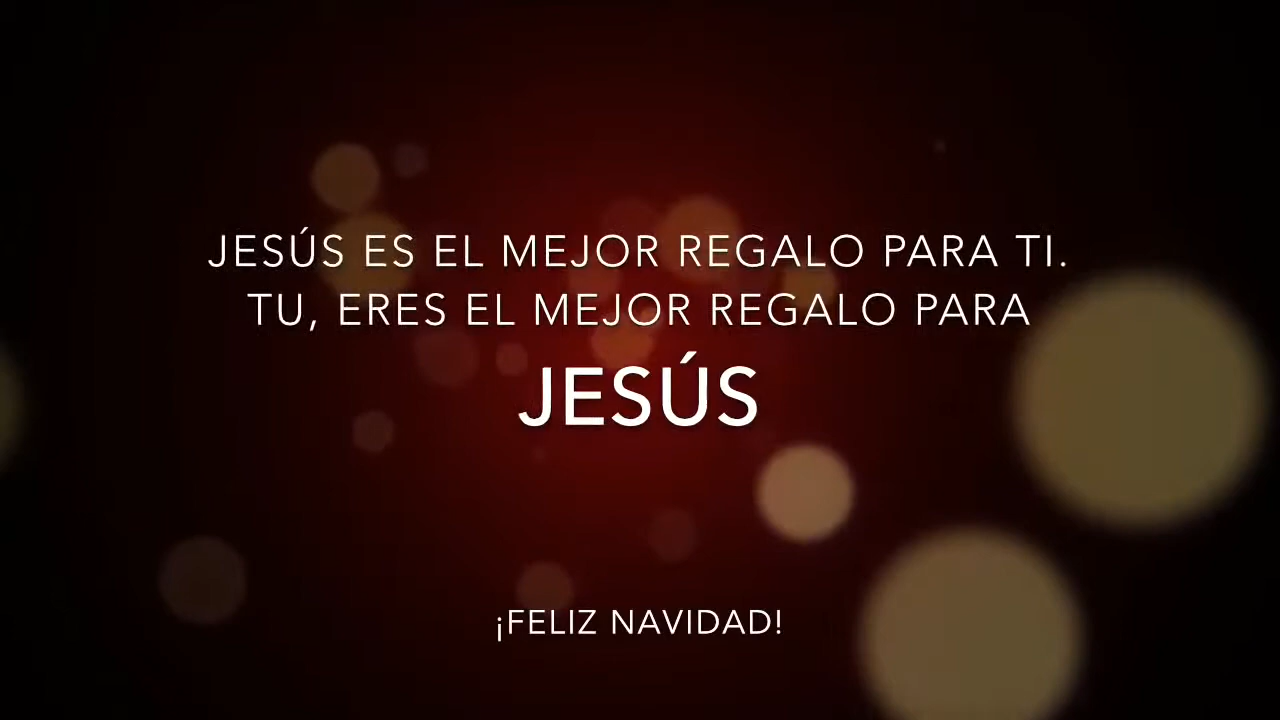 JESÚS ES EL MEJOR REGALO PARA TI.
TU, ERES EL MEJOR REGALO PARA
JESÚS
¡FELIZ NAVIDAD!